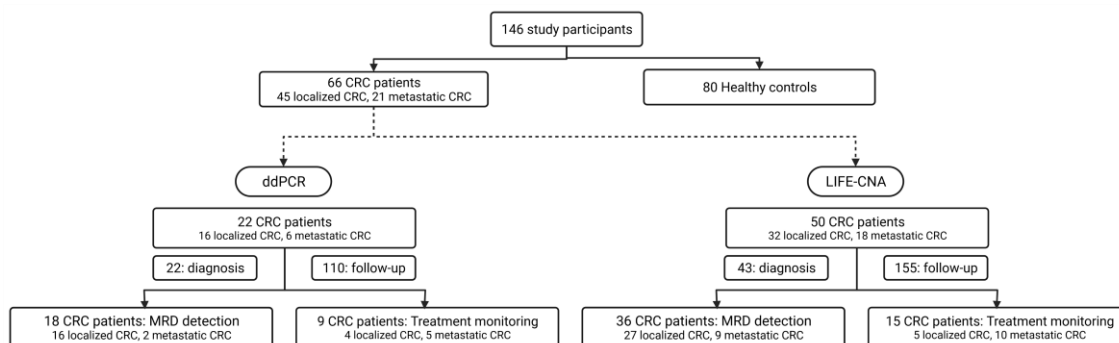 146 study participants
66 CRC patients
45 localized CRC, 21 metastatic CRC
80 Healthy controls
ddPCR
LIFE-CNA
22 CRC patients
16 localized CRC, 6 metastatic CRC
50 CRC patients
32 localized CRC, 18 metastatic CRC
22: diagnosis
110: follow-up
43: diagnosis
155: follow-up
18 CRC patients: MRD detection
16 localized CRC, 2 metastatic CRC
9 CRC patients: Treatment monitoring
4 localized CRC, 5 metastatic CRC
36 CRC patients: MRD detection
27 localized CRC, 9 metastatic CRC
15 CRC patients: Treatment monitoring
5 localized CRC, 10 metastatic CRC